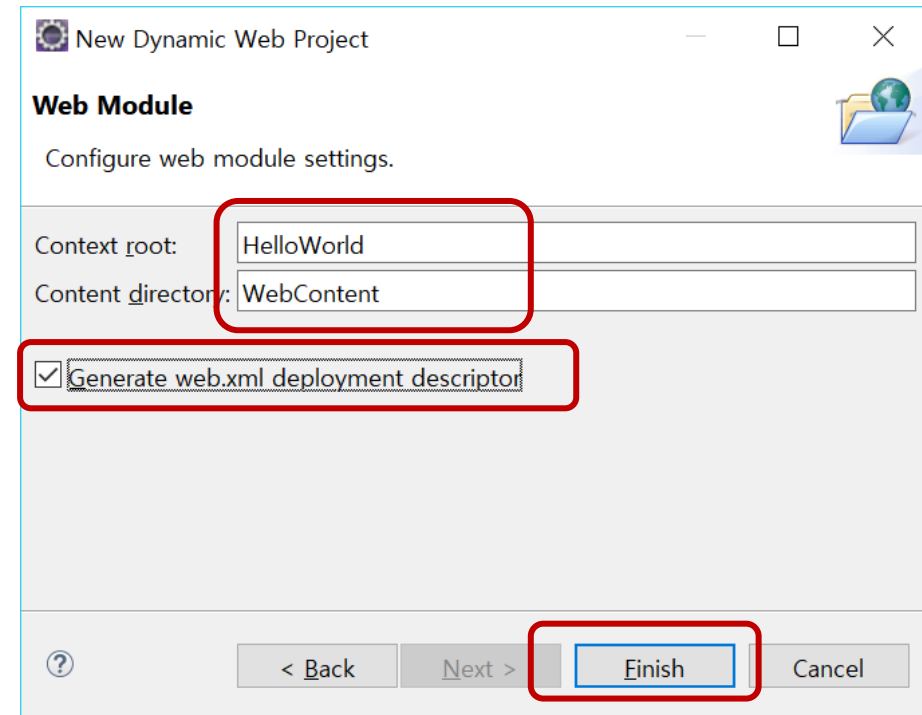 New Dynamic Web Project
Web Module
Configure web module settings.
Context root: HelloWorld
Content directory: WebContent
Generate web.xml deployment descriptor
? < Back Next > Finish Cancel